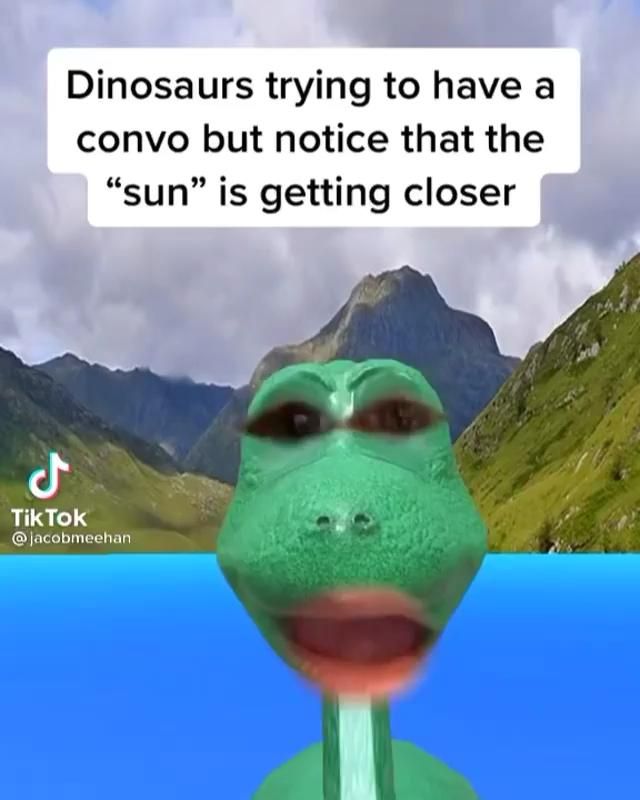 Dinosaurs trying to have a
convo but notice that the
“sun” is getting closer
TikTok
@jacobmeehan